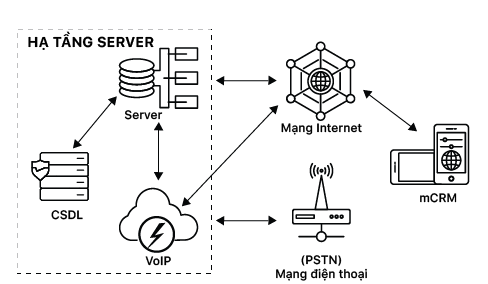 HẠ TẦNG SERVER
Server
Mạng Internet
mCRM
CSDL
VoIP
(PSTN)
Mạng điện thoại